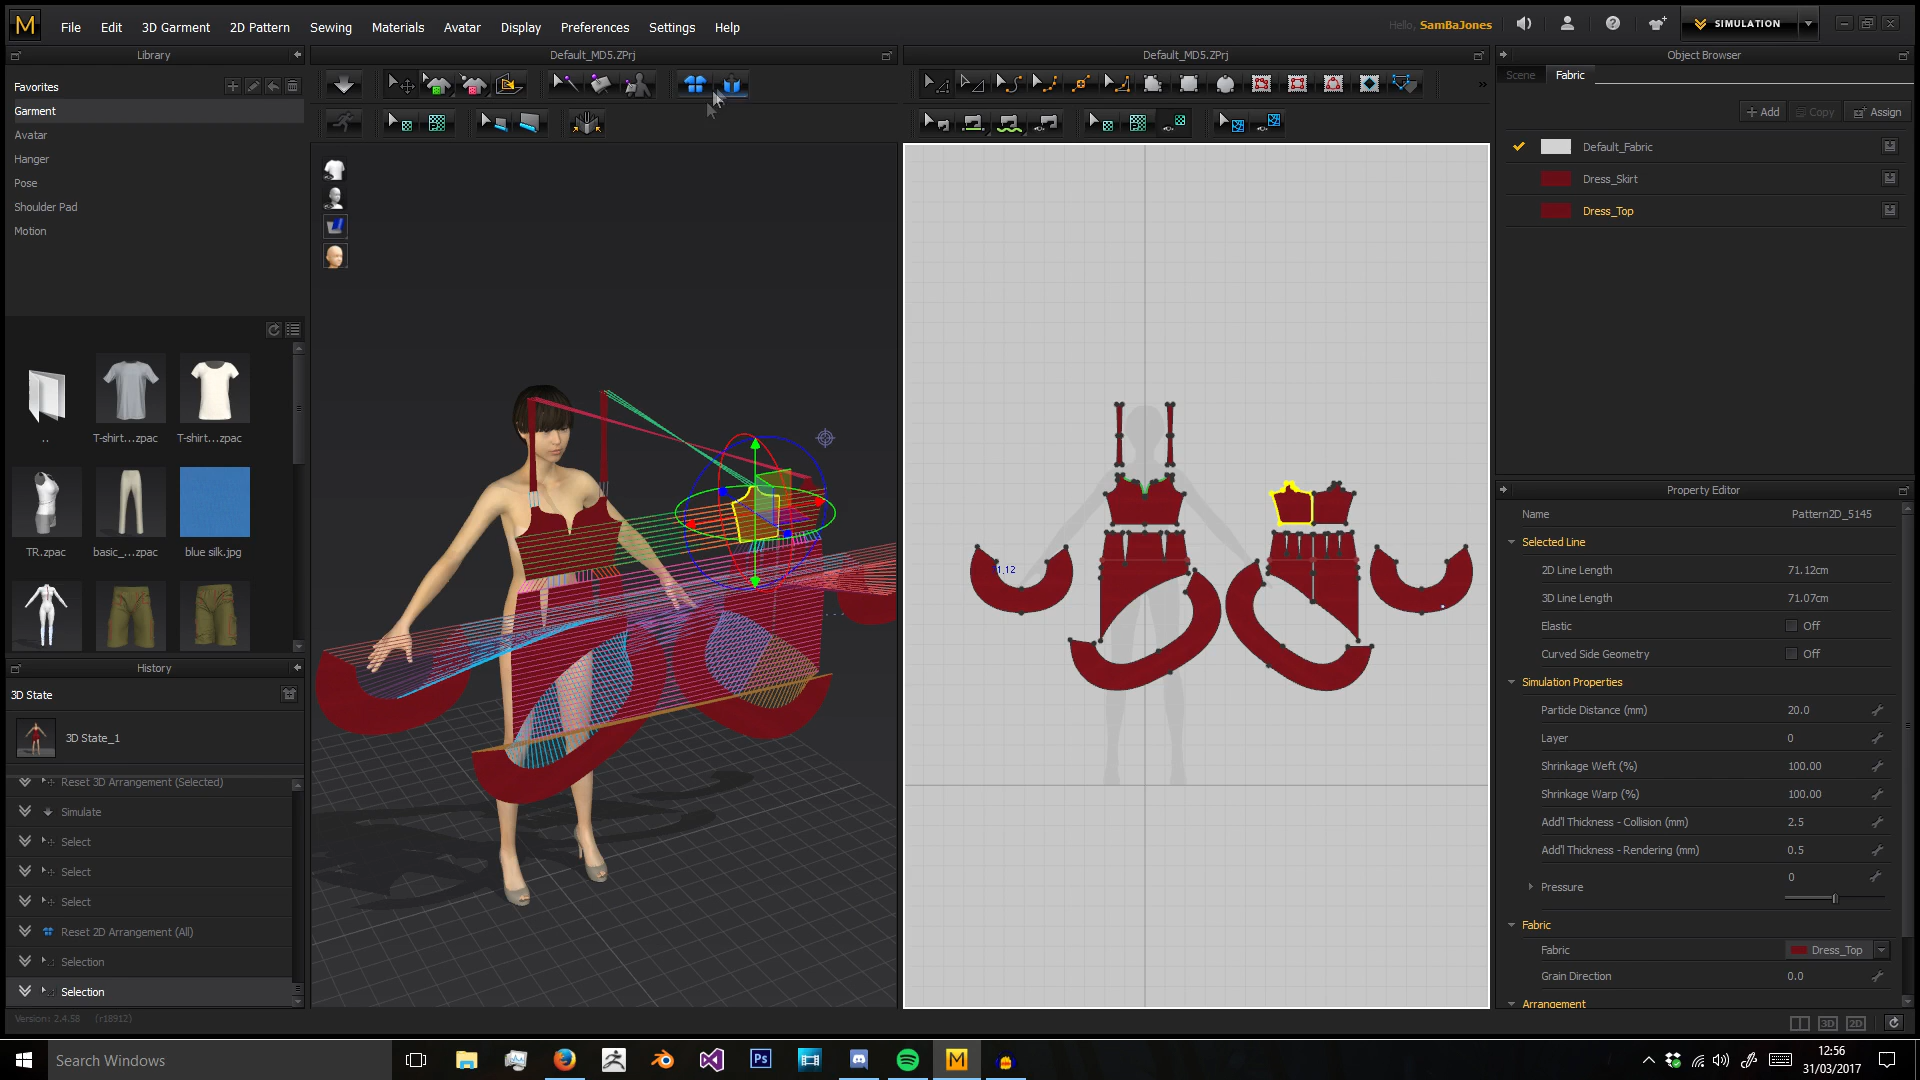 M File Edit 3D Garment 2D Pattern Sewing Materials Avatar Display Preferences Settings Help Hello, SamBaJones SIMULATION
Library
Default_MD5.ZPrj
Default_MD5.ZPrj
Object Browser
Favorites
Garment
Avatar
Hanger
Pose
Shoulder Pad
Motion
..
T-shirt...zpac
T-shirt...zpac
TR.zpac
basic_...zpac
blue silk.jpg
History
3D State
3D State_1
Reset 3D Arrangement (Selected)
Simulate
Select
Select
Select
Reset 2D Arrangement (All)
Selection
Selection
Version: 2.4.58 (r18912)
Scene Fabric
+ Add Copy Assign
Default_Fabric
Dress_Skirt
Dress_Top
Property Editor
Name Pattern2D_5145
Selected Line
2D Line Length 71.12cm
3D Line Length 71.07cm
Elastic Off
Curved Side Geometry Off
Simulation Properties
Particle Distance (mm) 20.0
Layer 0
Shrinkage Weft (%) 100.00
Shrinkage Warp (%) 100.00
Add'l Thickness - Collision (mm) 2.5
Add'l Thickness - Rendering (mm) 0.5
Pressure 0
Fabric
Fabric Dress_Top
Grain Direction 0.0
Arrangement
3D 2D
Search Windows
Ps
M
12:56
31/03/2017